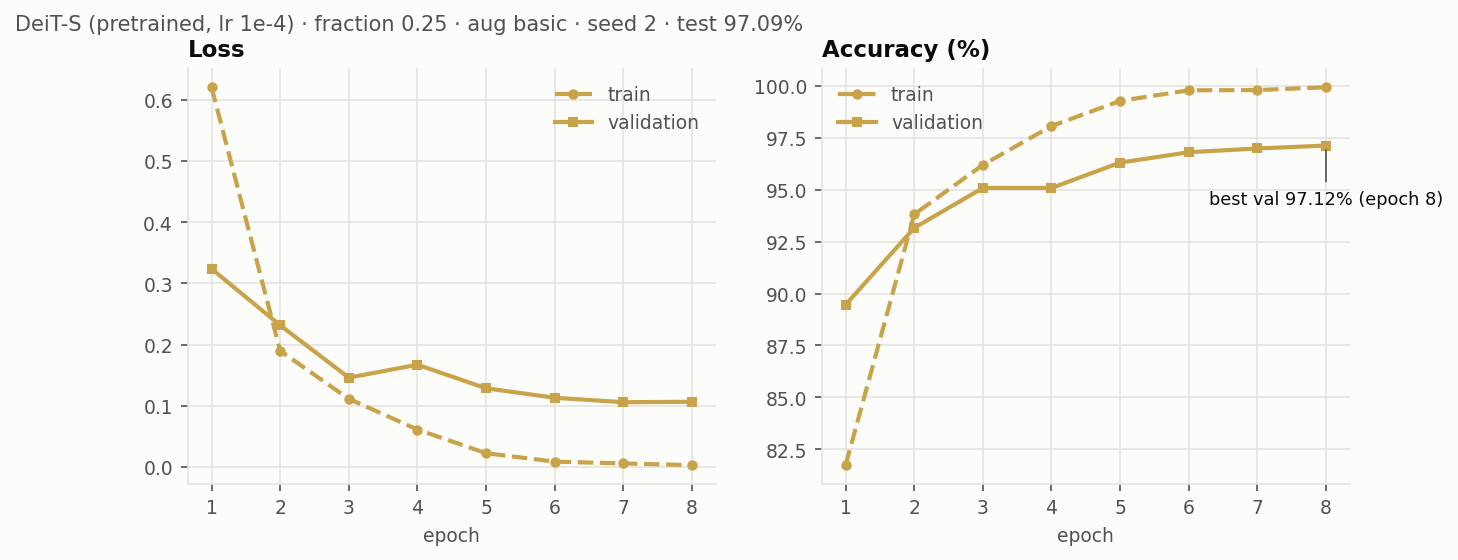 DeiT-S (pretrained, lr 1e-4) · fraction 0.25 · aug basic · seed 2 · test 97.09%
Loss
train
validation
0.6
0.5
0.4
0.3
0.2
0.1
0.0
1 2 3 4 5 6 7 8
epoch
Accuracy (%)
train
validation
best val 97.12% (epoch 8)
100.0
97.5
95.0
92.5
90.0
87.5
85.0
82.5
1 2 3 4 5 6 7 8
epoch